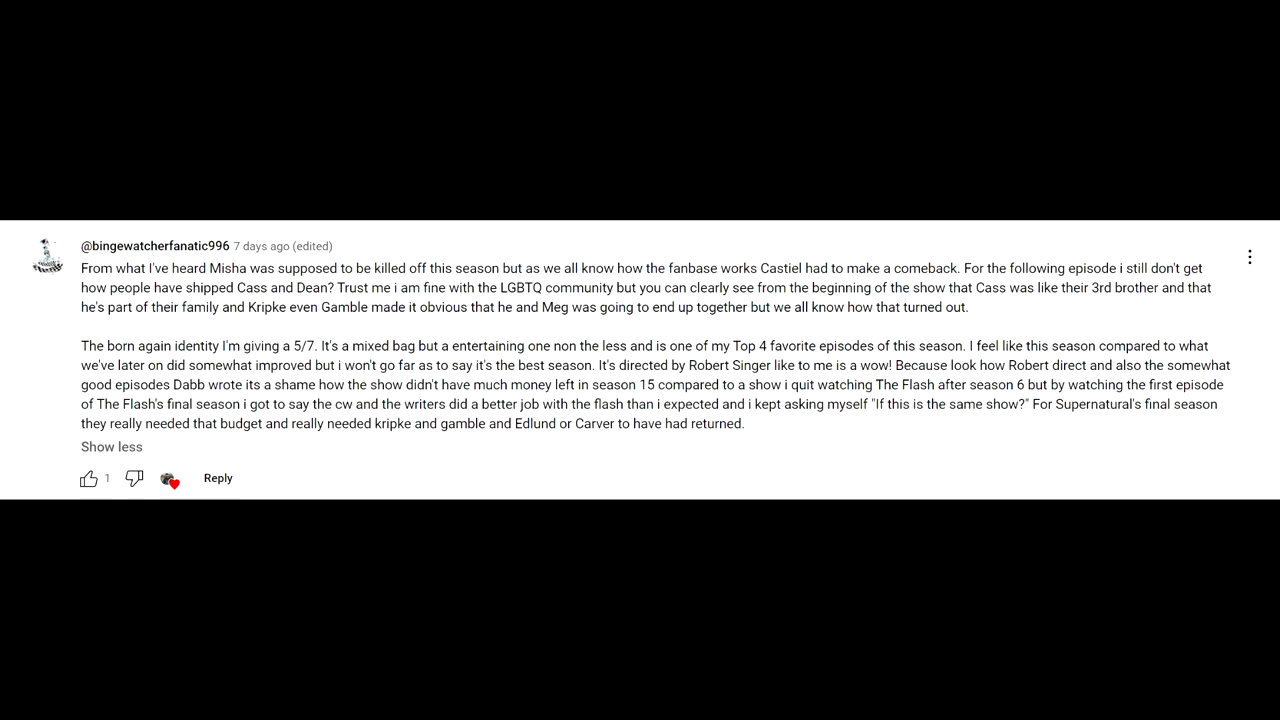 @bingewatcherfanatic996 7 days ago (edited)
From what I've heard Misha was supposed to be killed off this season but as we all know how the fanbase works Castiel had to make a comeback. For the following episode i still don't get
how people have shipped Cass and Dean? Trust me i am fine with the LGBTQ community but you can clearly see from the beginning of the show that Cass was like their 3rd brother and that
he's part of their family and Kripke even Gamble made it obvious that he and Meg was going to end up together but we all know how that turned out.
The born again identity I'm giving a 5/7. It's a mixed bag but a entertaining one non the less and is one of my Top 4 favorite episodes of this season. I feel like this season compared to what
we've later on did somewhat improved but i won't go far as to say it's the best season. It's directed by Robert Singer like to me is a wow! Because look how Robert direct and also the somewhat
good episodes Dabb wrote its a shame how the show didn't have much money left in season 15 compared to a show i quit watching The Flash after season 6 but by watching the first episode
of The Flash's final season i got to say the cw and the writers did a better job with the flash than i expected and i kept asking myself "If this is the same show?" For Supernatural's final season
they really needed that budget and really needed kripke and gamble and Edlund or Carver to have had returned.
Show less
1 Reply